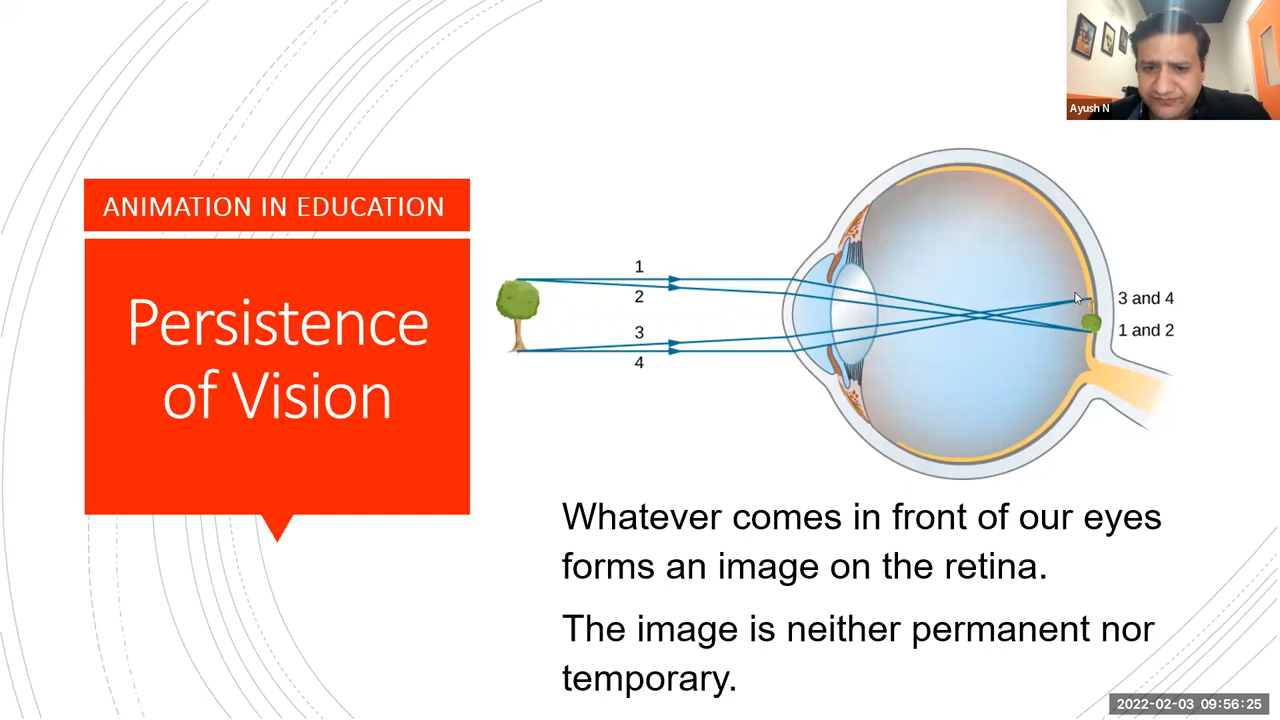 Ayush N
ANIMATION IN EDUCATION
Persistence
of Vision
1
2
3
4
3 and 4
1 and 2
Whatever comes in front of our eyes
forms an image on the retina.
The image is neither permanent nor
temporary.
2022-02-03 09:56:25